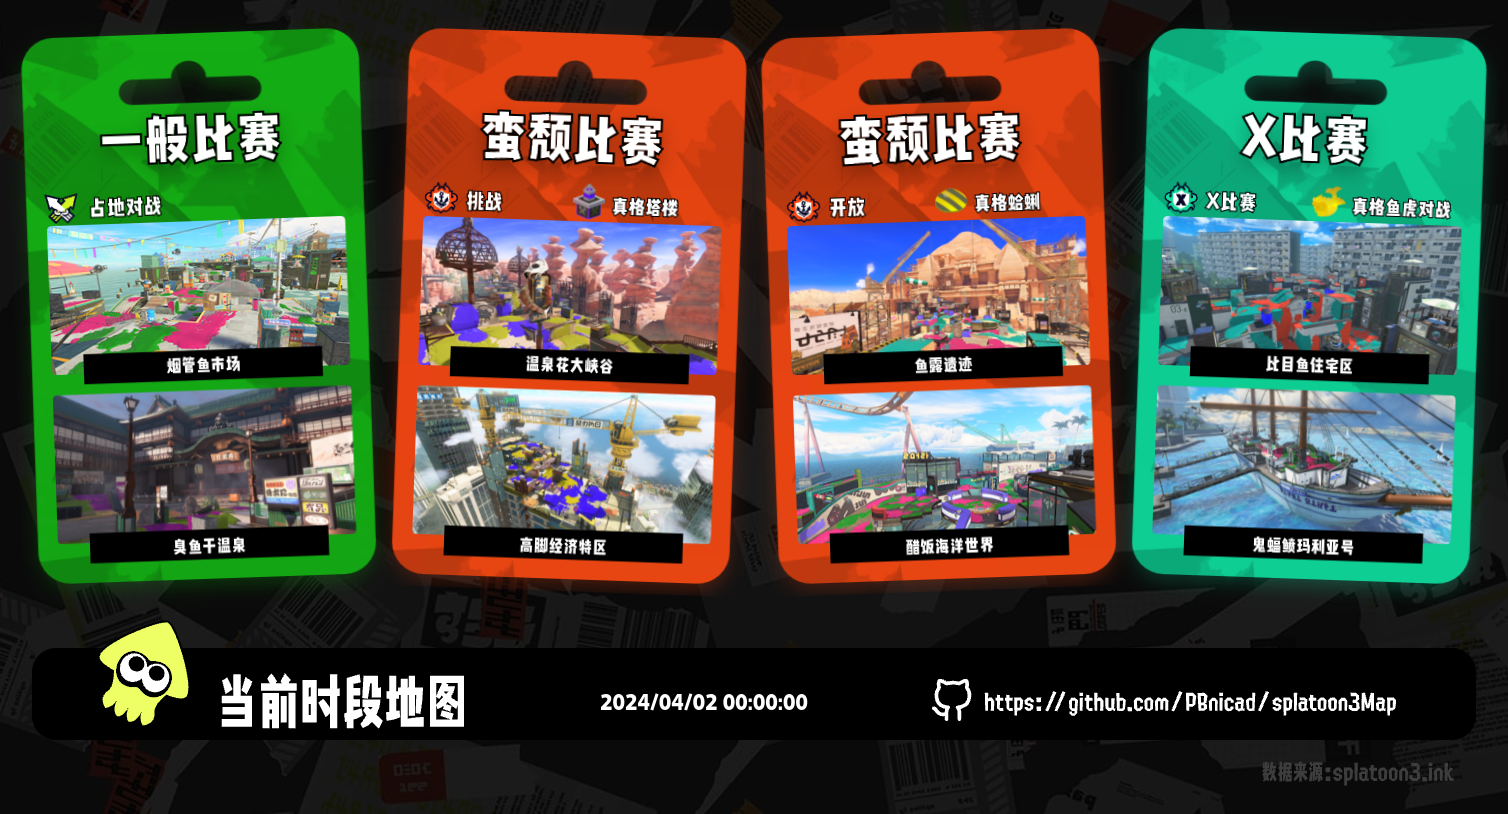 一般比赛
占地对战
烟管鱼市场
臭鱼干温泉
蛮颓比赛
挑战
真格塔楼
温泉花大峡谷
高脚经济特区
蛮颓比赛
开放
真格蛤蜊
鱼露遗迹
醋饭海洋世界
X比赛
X比赛
真格鱼虎对战
比目鱼住宅区
鬼蝠鲼玛利亚号
当前时段地图
2024/04/02 00:00:00
https://github.com/PBnicad/splatoon3Map
数据来源:splatoon3.ink